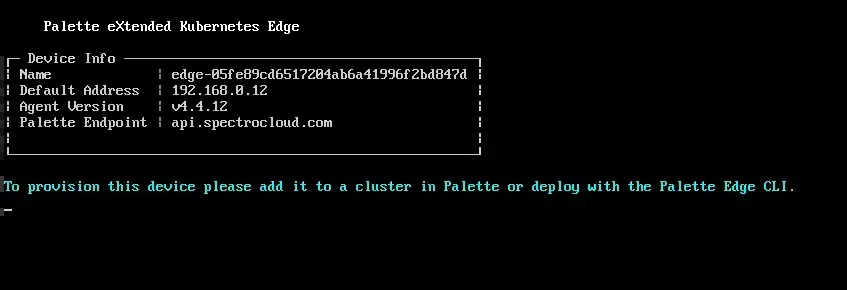 Palette eXtended Kubernetes Edge
Device Info
Name | edge-05fe89cd6517204ab6a41996f2bd847d
Default Address | 192.168.0.12
Agent Version | v4.4.12
Palette Endpoint | api.spectrocloud.com
To provision this device please add it to a cluster in Palette or deploy with the Palette Edge CLI.